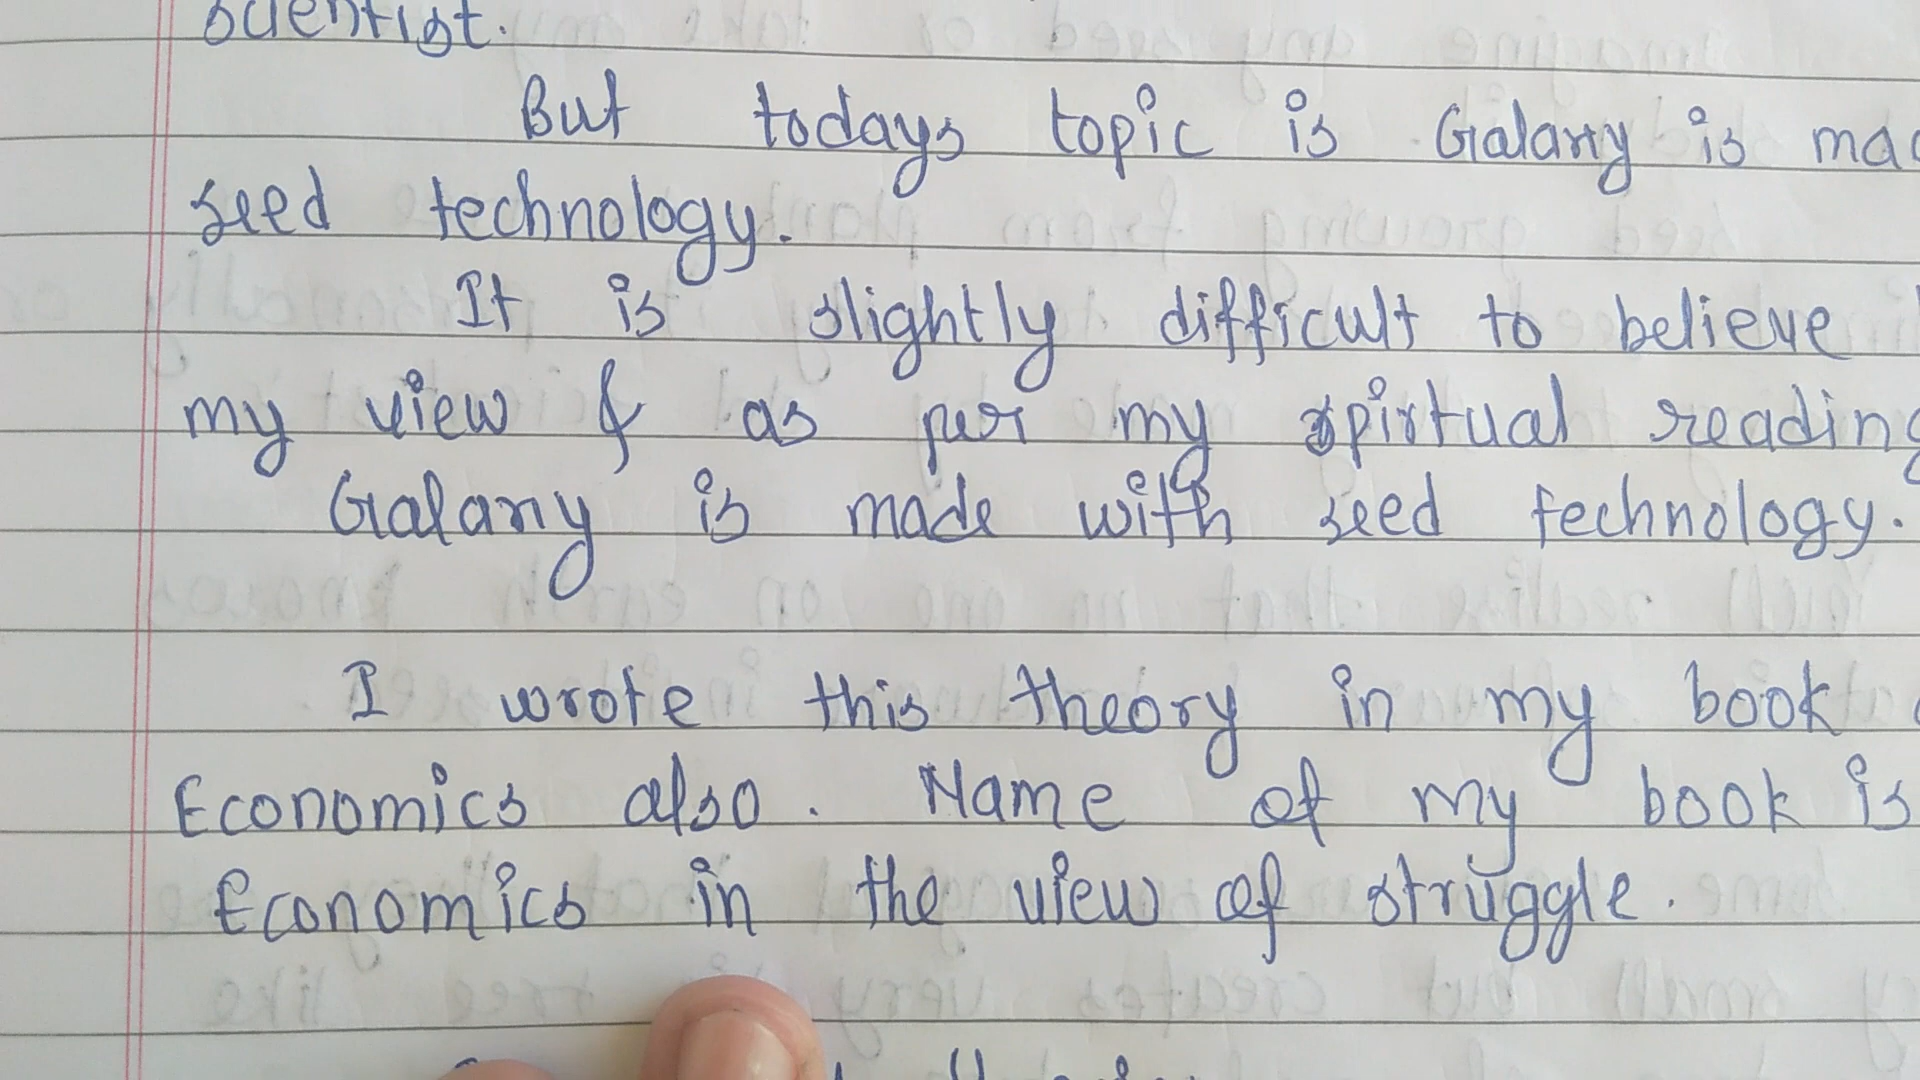 scientist.
But todays topic is Galaxy is
seed technology.
It is slightly difficult to believe
my view & as per my spirtual reading
Galaxy is made with seed technology.
I wrote this theory in my book
Economics also. Name of my book is
Economics in the view of struggle.